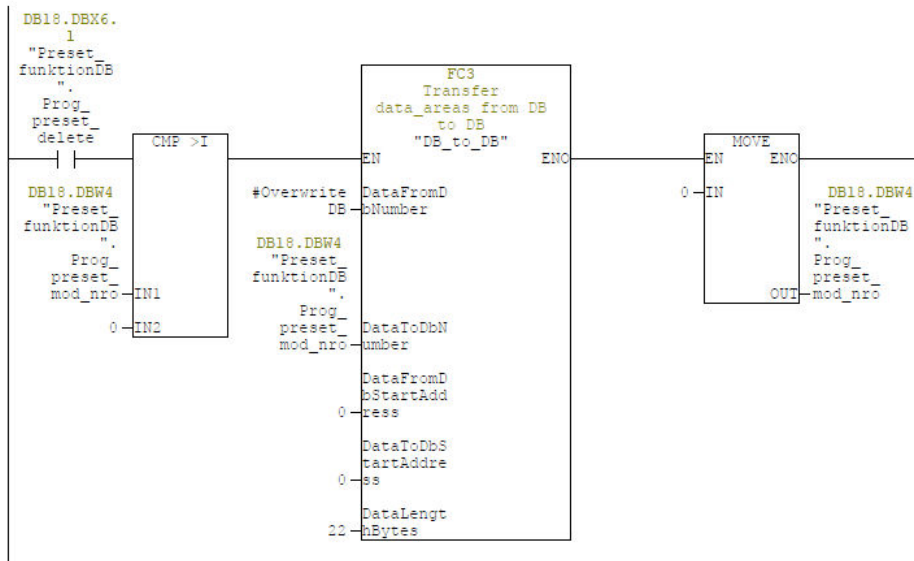 DB18.DBX6.
1
"Preset_
funktionDB
".
Prog_
preset_
delete
CMP >I
DB18.DBW4
"Preset_
funktionDB
".
Prog_
preset_
mod_nro
IN1
0
IN2
FC3
Transfer
data_areas from DB
to DB
"DB_to_DB"
EN
ENO
#Overwrite
DB
DataFromD
bNumber
DB18.DBW4
"Preset_
funktionDB
".
Prog_
preset_
mod_nro
DataToDbN
umber
DataFromD
bStartAdd
0
ress
DataToDbS
tartAddre
0
ss
DataLengt
22
hBytes
MOVE
EN
ENO
0
IN
DB18.DBW4
"Preset_
funktionDB
".
Prog_
preset_
OUT
mod_nro